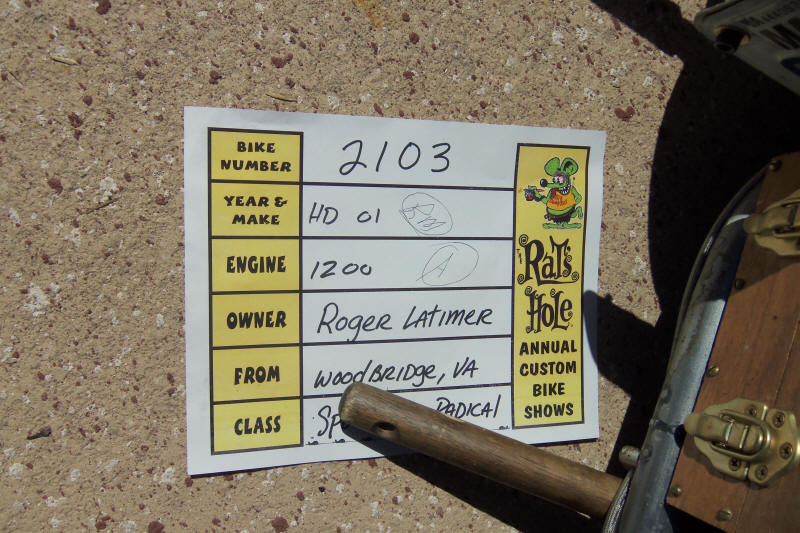 BIKE NUMBER 2103
YEAR & MAKE HD 01
ENGINE 1200 A
OWNER Roger LATIMER
FROM WOODBRIDGE, VA
CLASS RADICAL
THE RAT'S HOLE
ANNUAL
CUSTOM
BIKE
SHOWS